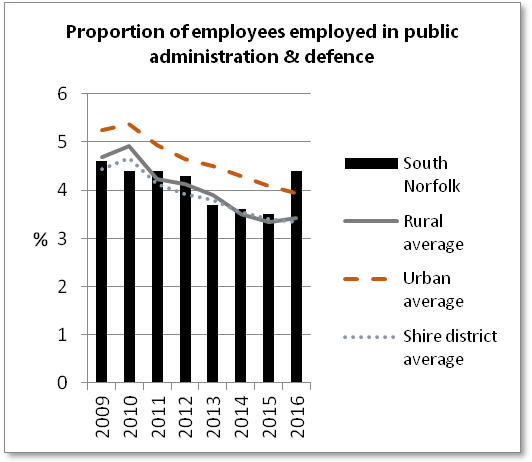 Proportion of employees employed in public
administration & defence
6
5
4
3
2
1
0
%
2009
2010
2011
2012
2013
2014
2015
2016
South
Norfolk
Rural
average
Urban
average
Shire district
average